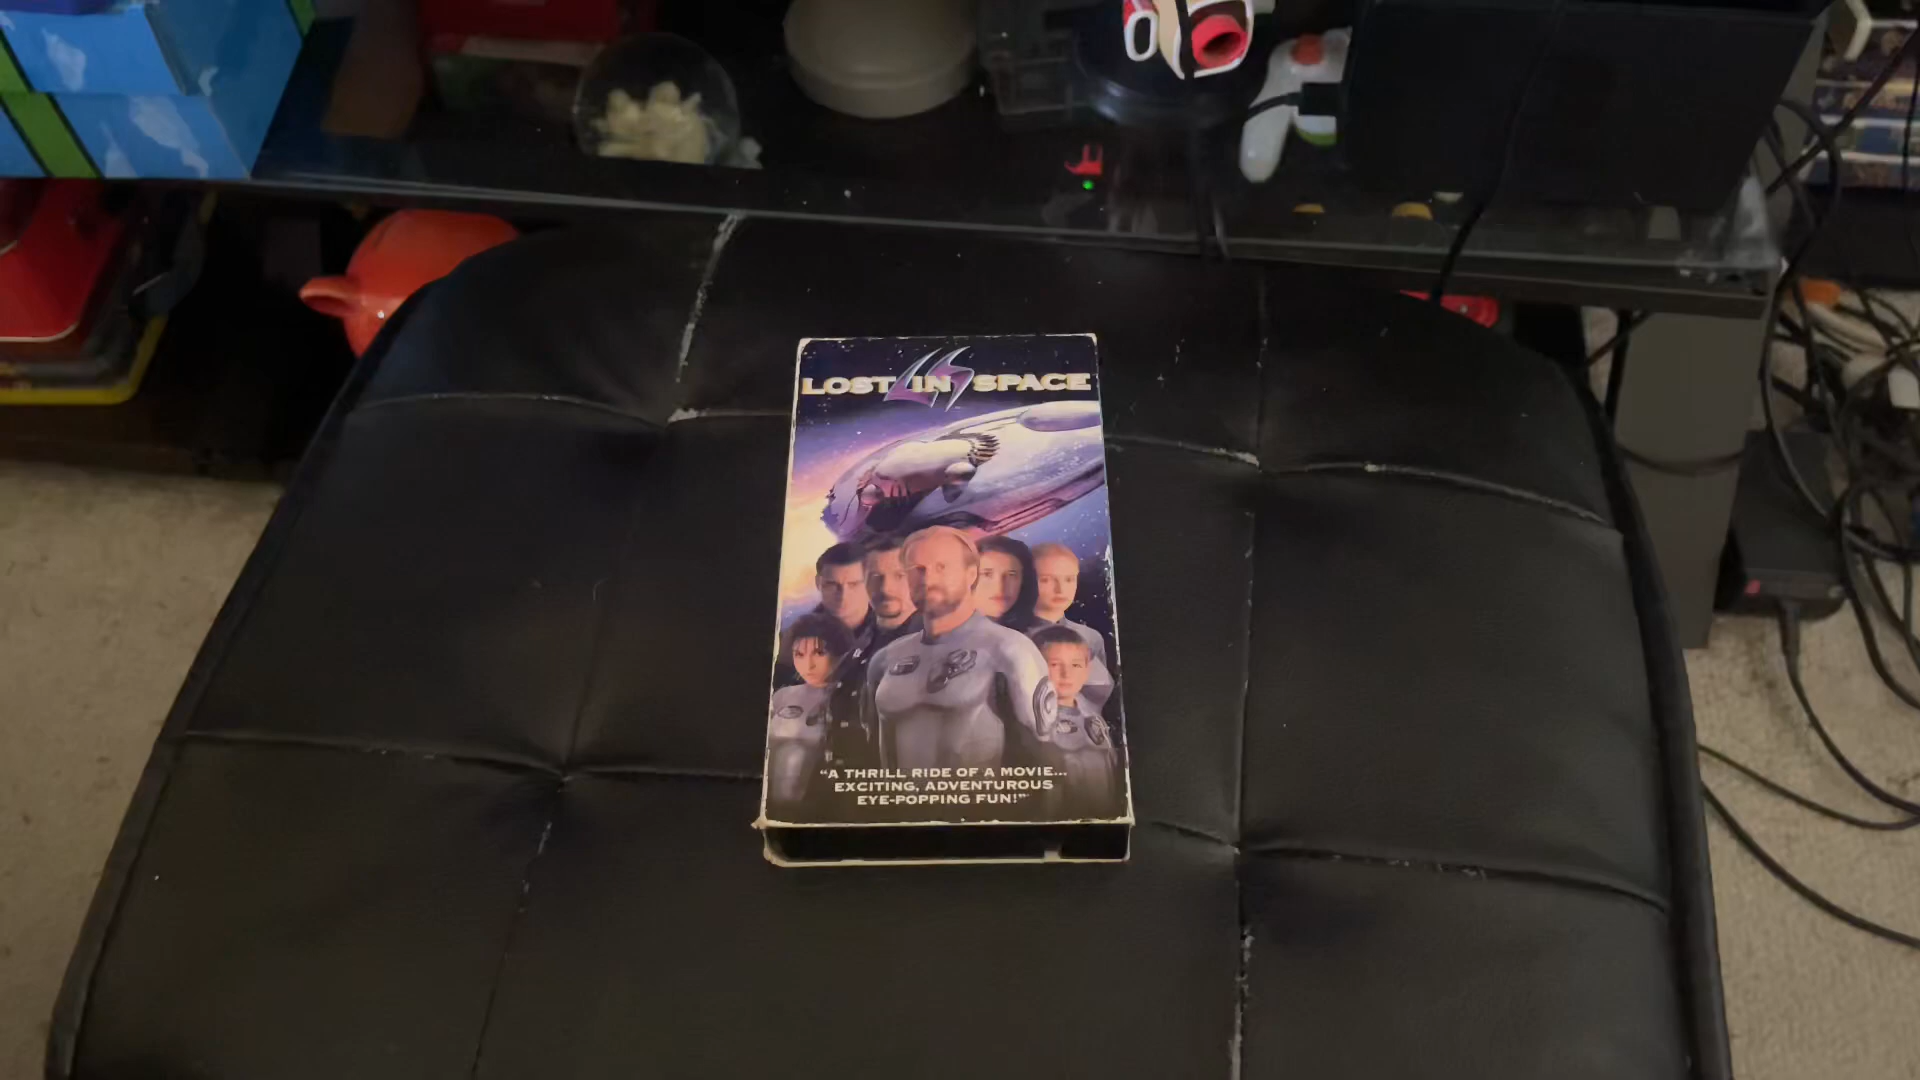 LOST IN SPACE
"A THRILL RIDE OF A MOVIE...
EXCITING, ADVENTUROUS
EYE-POPPING FUN!"